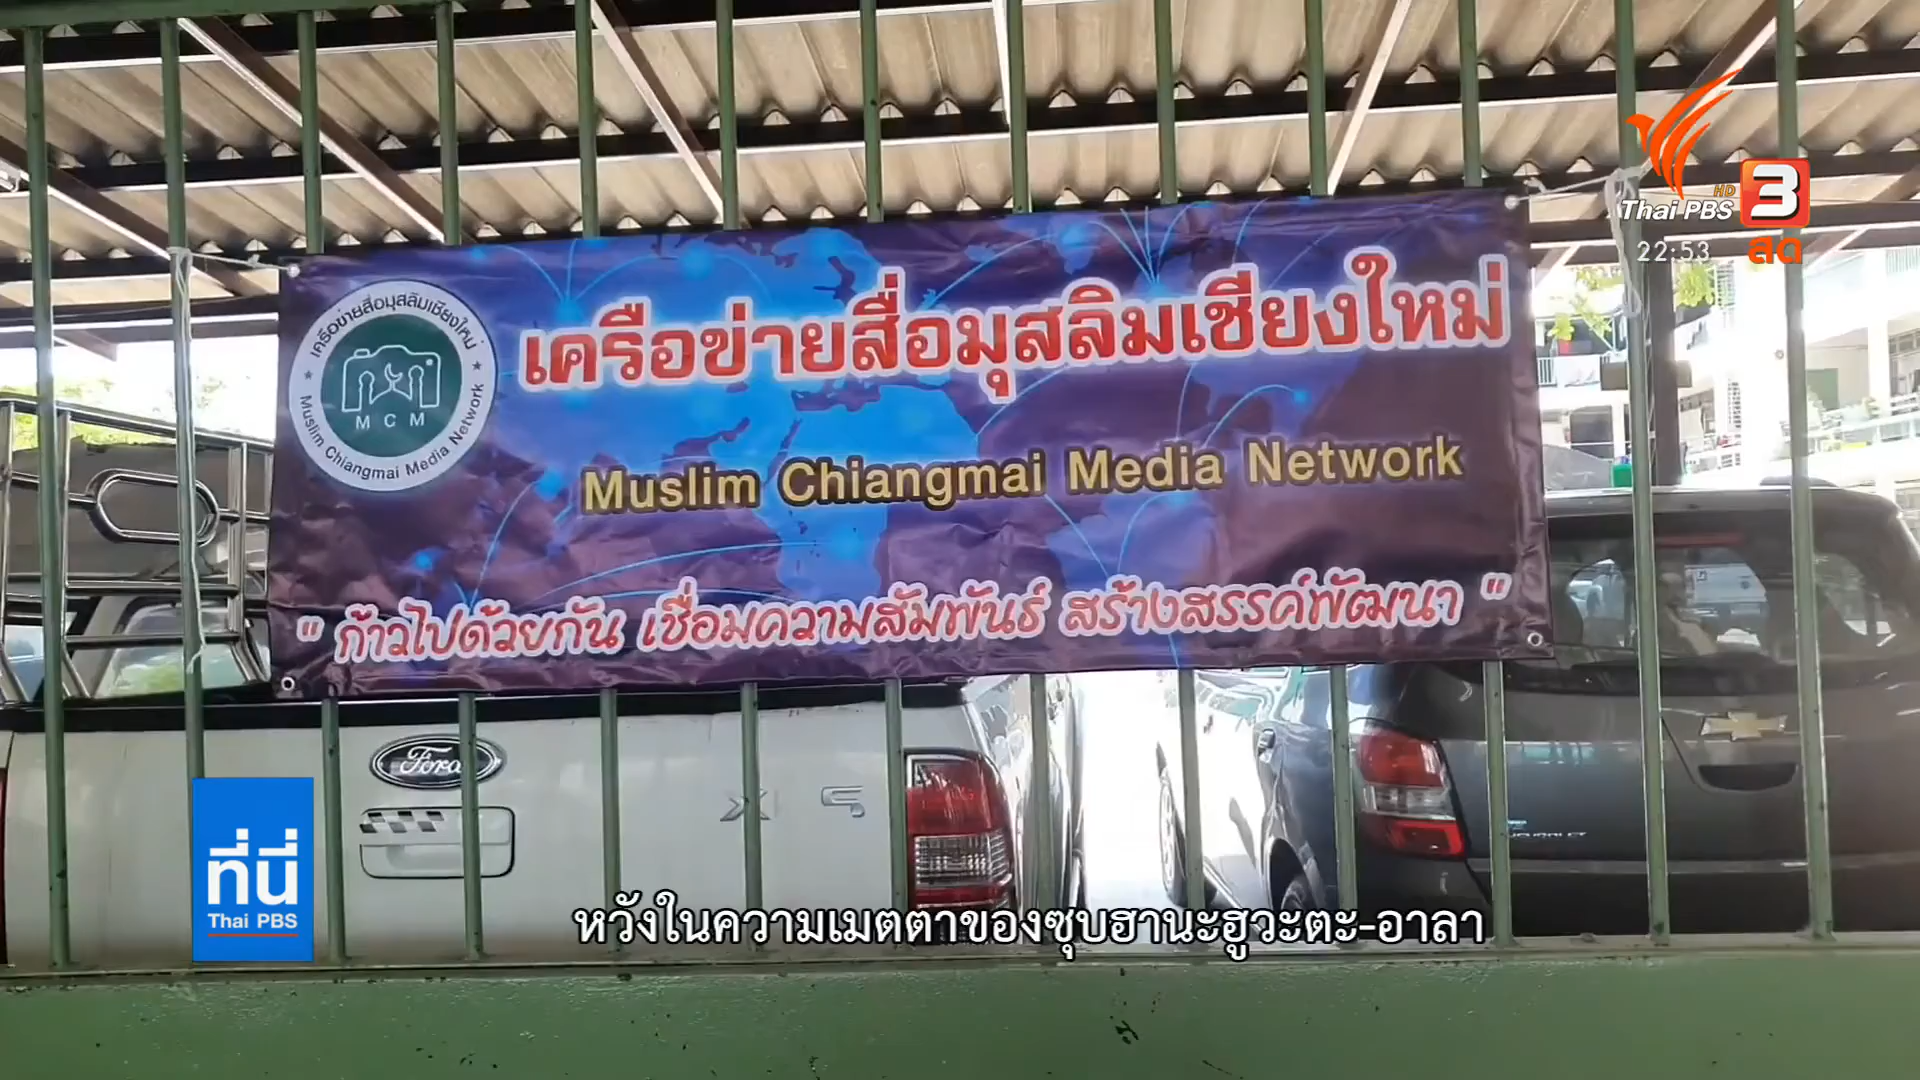 HD
Thai PBS 3
22:53 สด
เครือข่ายสื่อมุสลิมเชียงใหม่
MCM
Muslim Chiangmai Media Network
เครือข่ายสื่อมุสลิมเชียงใหม่
Muslim Chiangmai Media Network
" ก้าวไปด้วยกัน เชื่อมความสัมพันธ์ สร้างสรรค์พัฒนา "
Ford
CHEVROLET
ที่นี่
Thai PBS
หวังในความเมตตาของซุบฮานะฮูวะตะ-อาลา